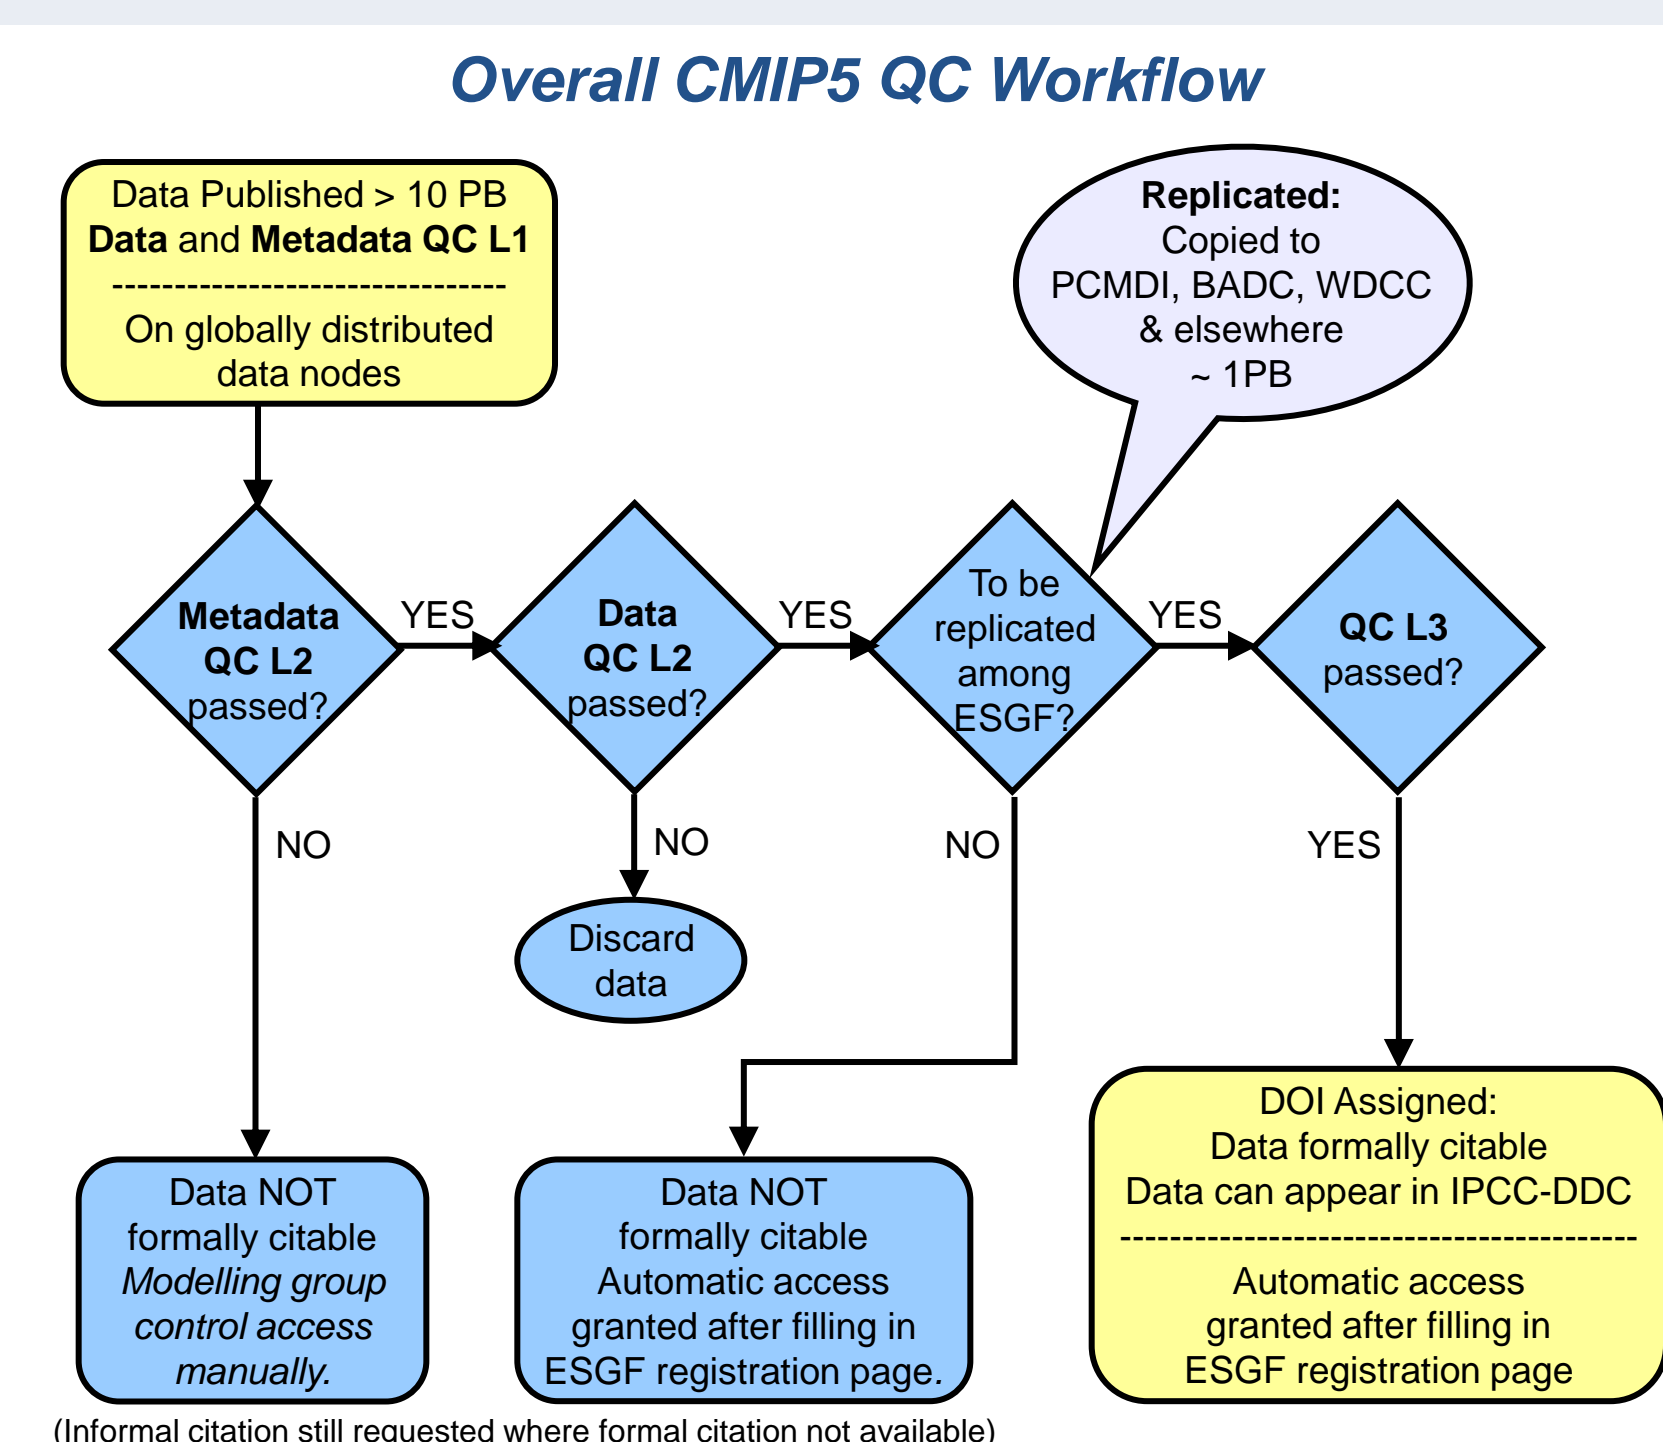 Overall CMIP5 QC Workflow
Data Published > 10 PB
Data and Metadata QC L1
--------------------------------
On globally distributed
data nodes
Replicated:
Copied to
PCMDI, BADC, WDCC
& elsewhere
~ 1PB
Metadata
QC L2
passed?
YES
Data
QC L2
passed?
YES
To be
replicated
among
ESGF?
YES
QC L3
passed?
NO
NO
NO
YES
Discard
data
Data NOT
formally citable
Modelling group
control access
manually.
Data NOT
formally citable
Automatic access
granted after filling in
ESGF registration page.
DOI Assigned:
Data formally citable
Data can appear in IPCC-DDC
------------------------------------------
Automatic access
granted after filling in
ESGF registration page
(Informal citation still requested where formal citation not available)